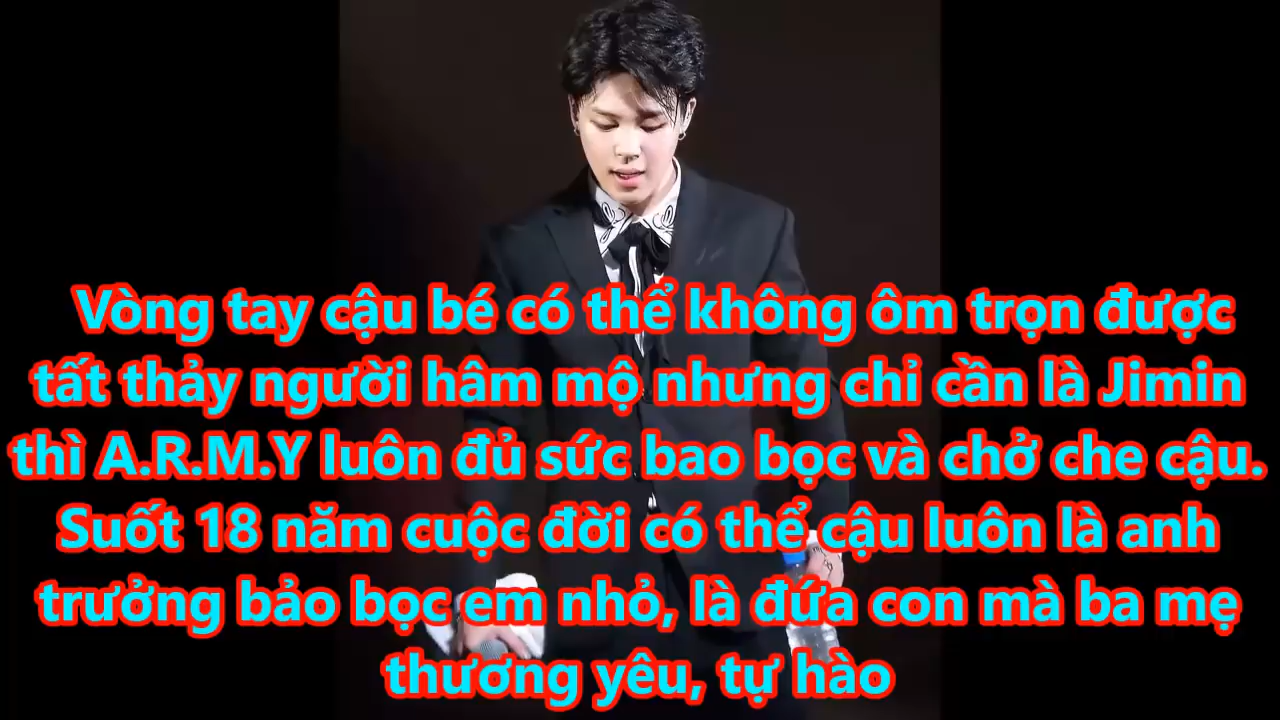 Vòng tay cậu bé có thể không ôm trọn được
tất thảy người hâm mộ nhưng chỉ cần là Jimin
thì A.R.M.Y luôn đủ sức bao bọc và chở che cậu.
Suốt 18 năm cuộc đời có thể cậu luôn là anh
trưởng bảo bọc em nhỏ, là đứa con mà ba mẹ
thương yêu, tự hào